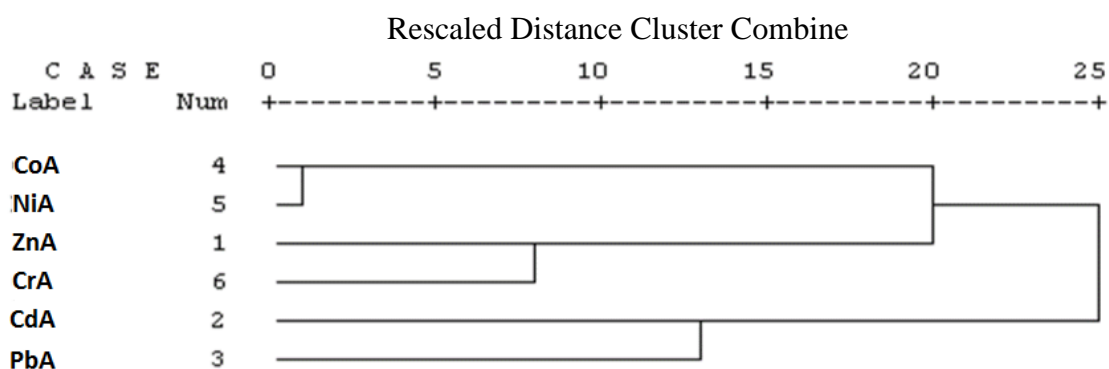 Rescaled Distance Cluster Combine
C A S E 0 5 10 15 20 25
Label Num +---------+---------+---------+---------+---------+
CoA 4
NiA 5
ZnA 1
CrA 6
CdA 2
PbA 3